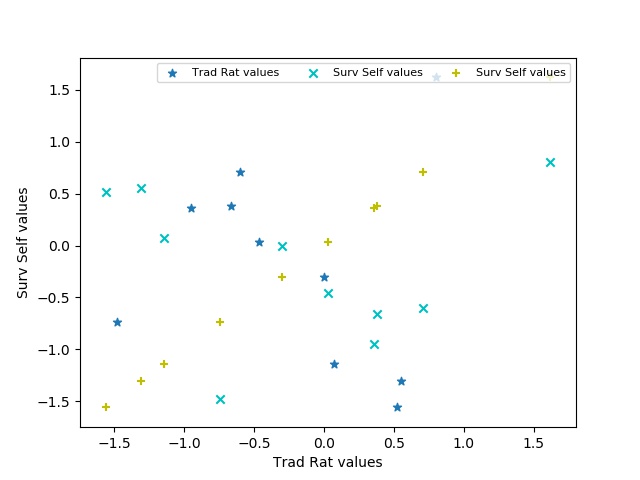 Trad Rat values Surv Self values Surv Self values
1.5
1.0
0.5
0.0
−0.5
−1.0
−1.5
Surv Self values
−1.5 −1.0 −0.5 0.0 0.5 1.0 1.5
Trad Rat values